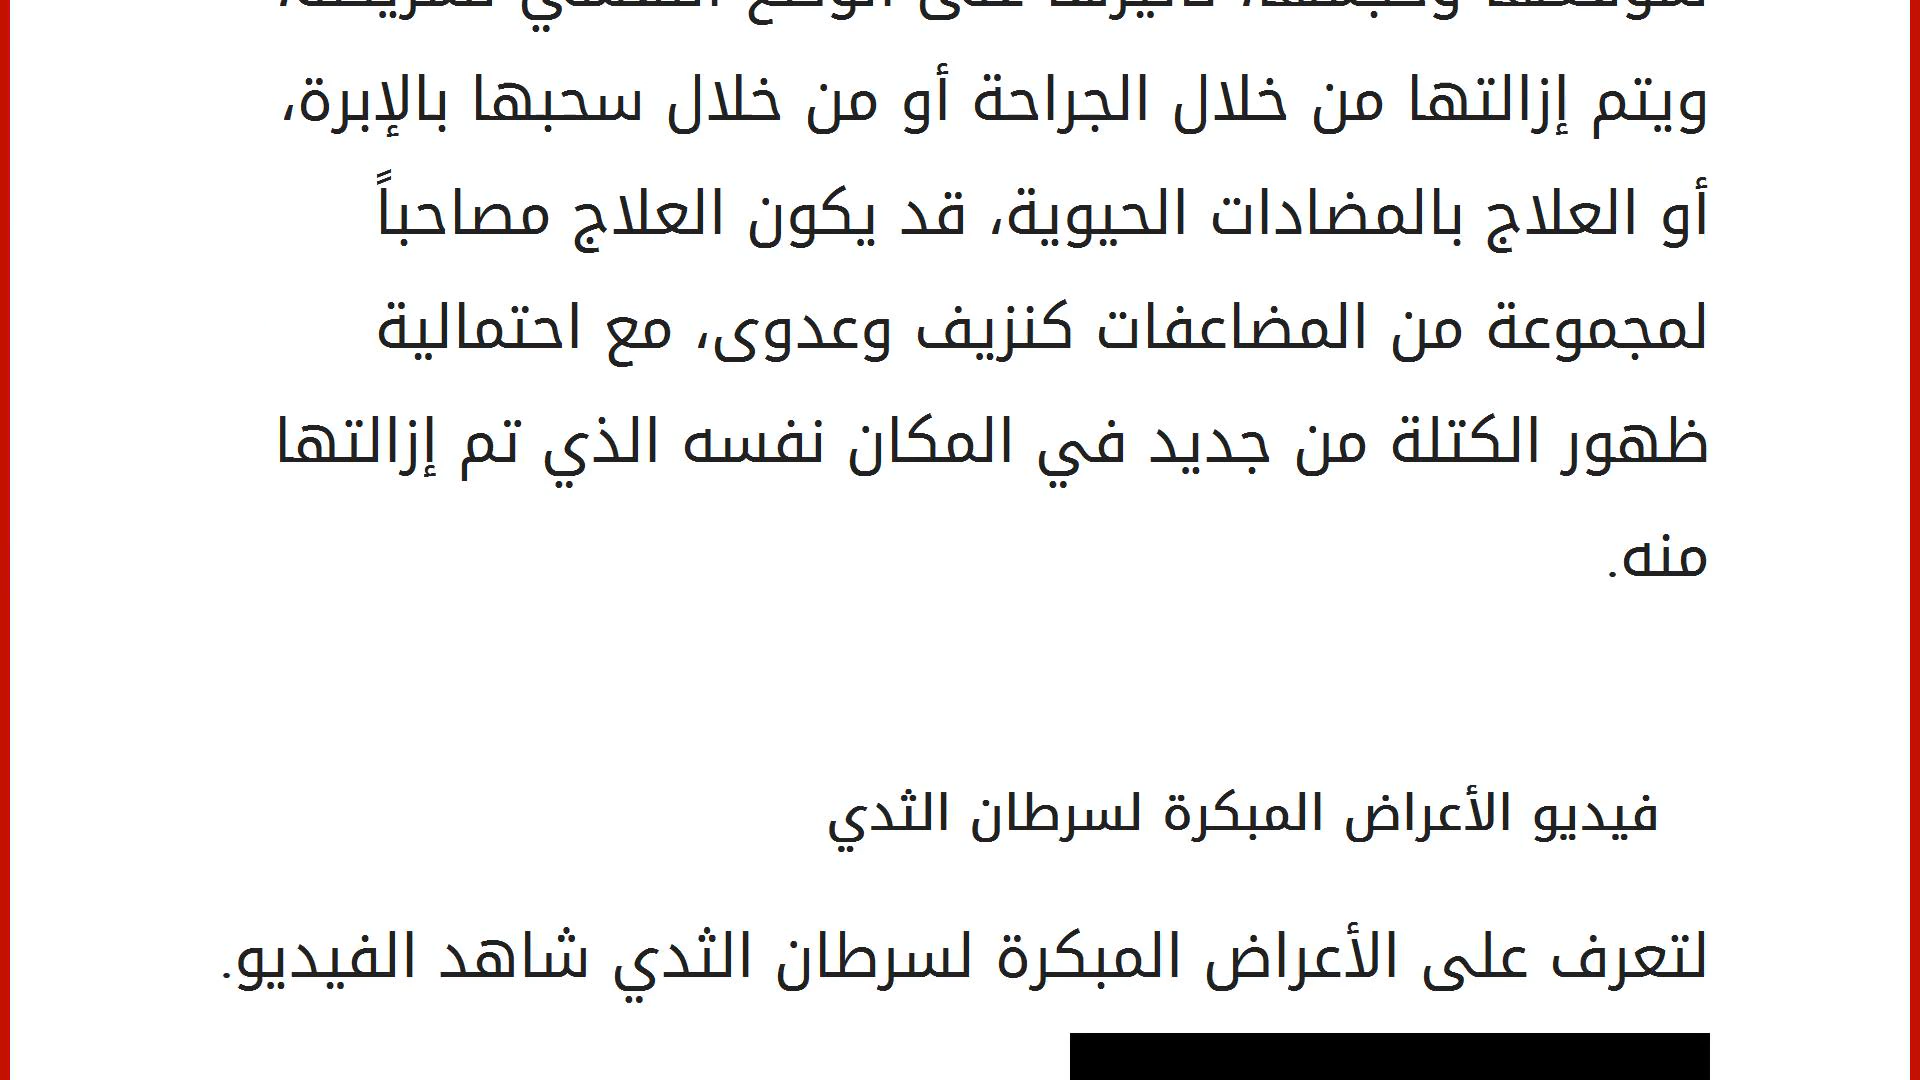 ويتم إزالتها من خلال الجراحة أو من خلال سحبها بالإبرة،
أو العلاج بالمضادات الحيوية، قد يكون العلاج مصاحباً
لمجموعة من المضاعفات كنزيف وعدوى، مع احتمالية
ظهور الكتلة من جديد في المكان نفسه الذي تم إزالتها
منه.
فيديو الأعراض المبكرة لسرطان الثدي
لتعرف على الأعراض المبكرة لسرطان الثدي شاهد الفيديو.